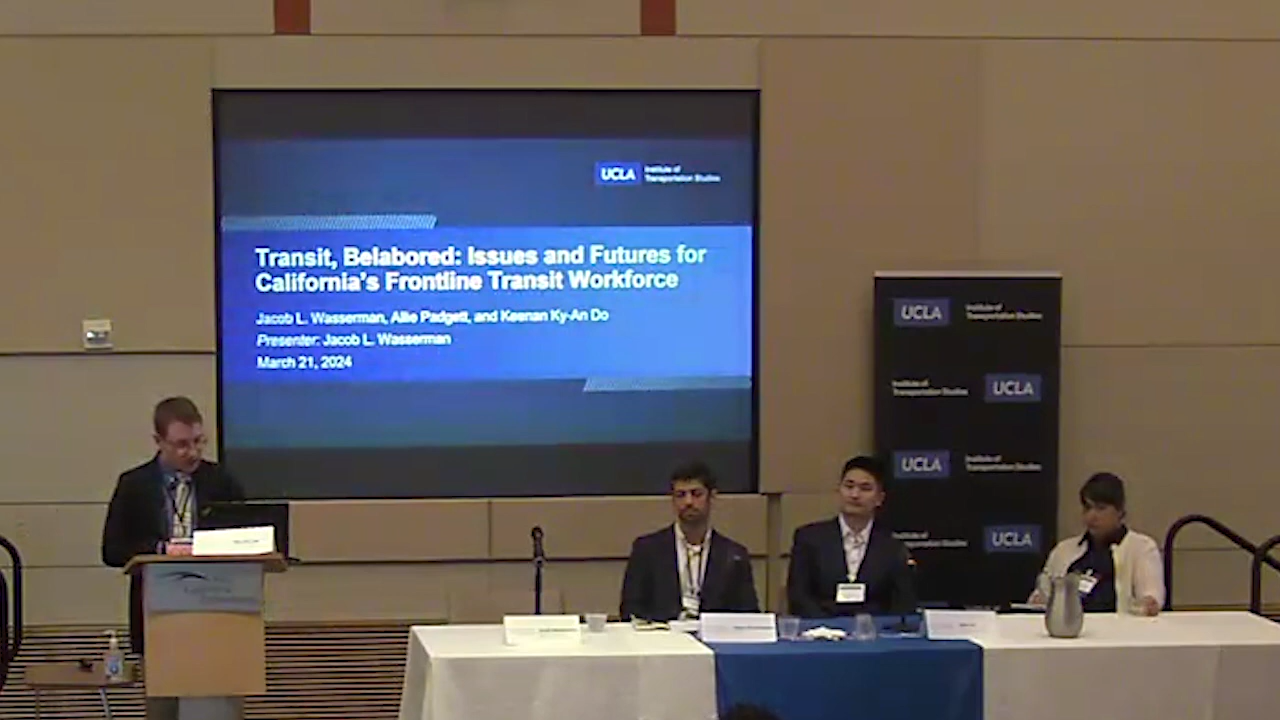 UCLA Institute of
Transportation Studies
Transit, Belabored: Issues and Futures for
California's Frontline Transit Workforce
Jacob L. Wasserman, Allie Padgett, and Keenan Ky-An Do
Presenter: Jacob L. Wasserman
March 21, 2024
UCLA Institute of
Transportation Studies
Institute of
Transportation Studies UCLA
UCLA Institute of
Transportation Studies
Institute of
Transportation Studies UCLA